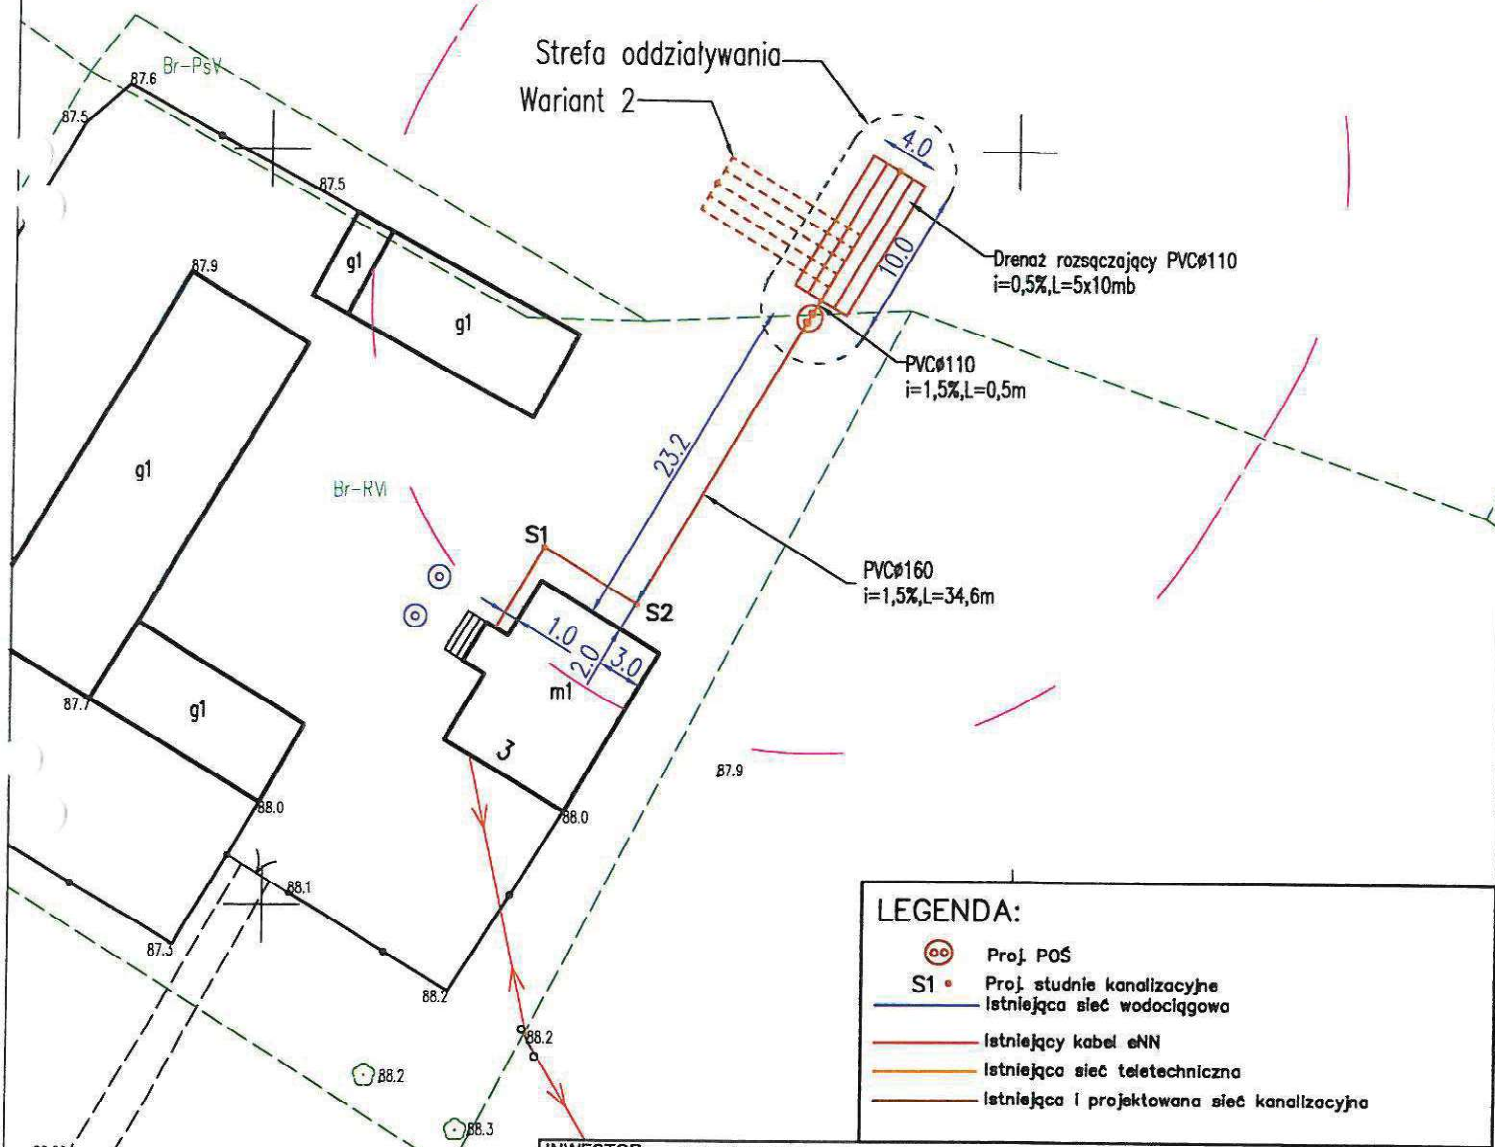 Strefa oddziaływania
Wariant 2
Br-PsV
87.6
87.5
87.5
4.0
10.0
Drenaż rozsączający PVCø110
i=0,5%,L=5x10mb
g1
g1
87.9
PVCø110
i=1,5%,L=0,5m
23.2
g1
Br-RVI
S1
PVCø160
i=1,5%,L=34,6m
S2
1.0
2.0
3.0
m1
87.7
g1
3
87.9
88.0
88.0
88.1
87.3
88.2
88.2
88.2
88.3
LEGENDA:
Proj. POŚ
S1
Proj. studnie kanalizacyjne
Istniejąca sieć wodociągowa
Istniejący kabel eNN
Istniejąca sieć teletechniczna
Istniejąca i projektowana sieć kanalizacyjna
INWESTOR